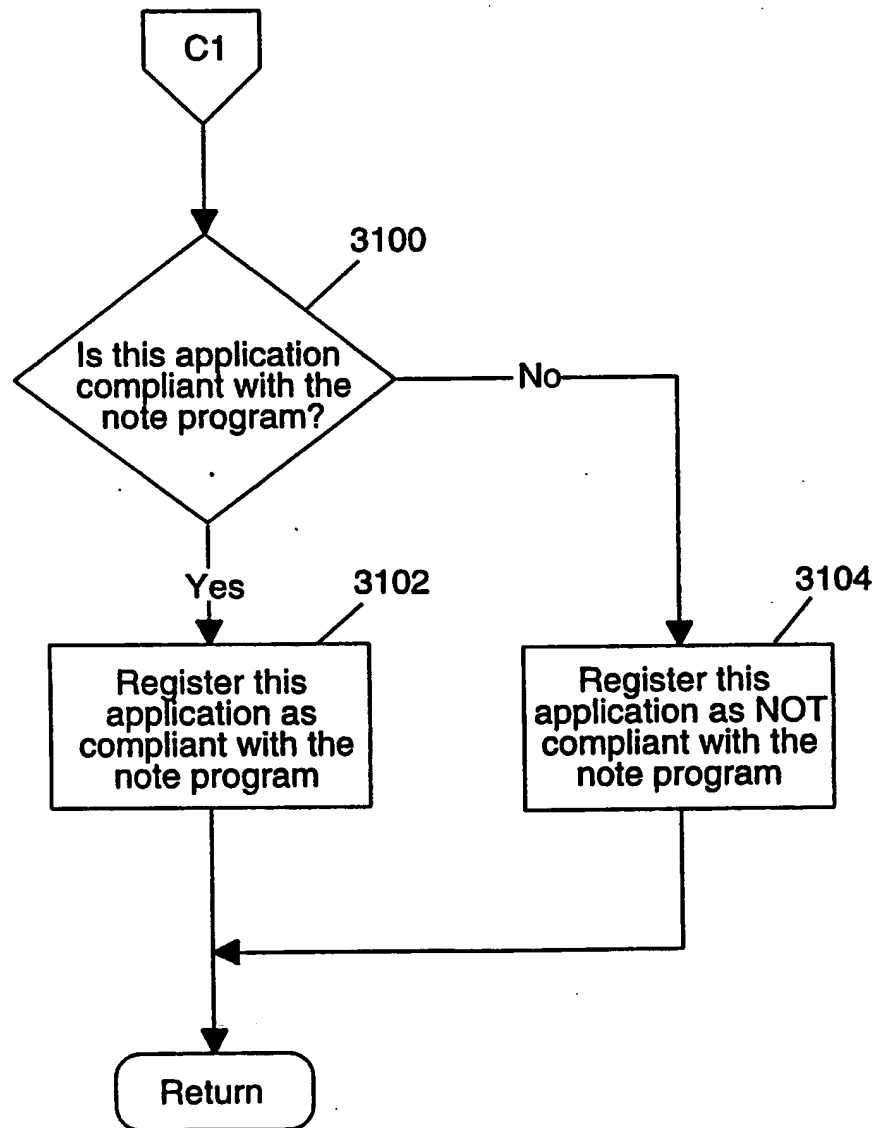 C1
3100
Is this application
compliant with the
note program?
No
Yes
3102
3104
Register this
application as
compliant with the
note program
Register this
application as NOT
compliant with the
note program
Return